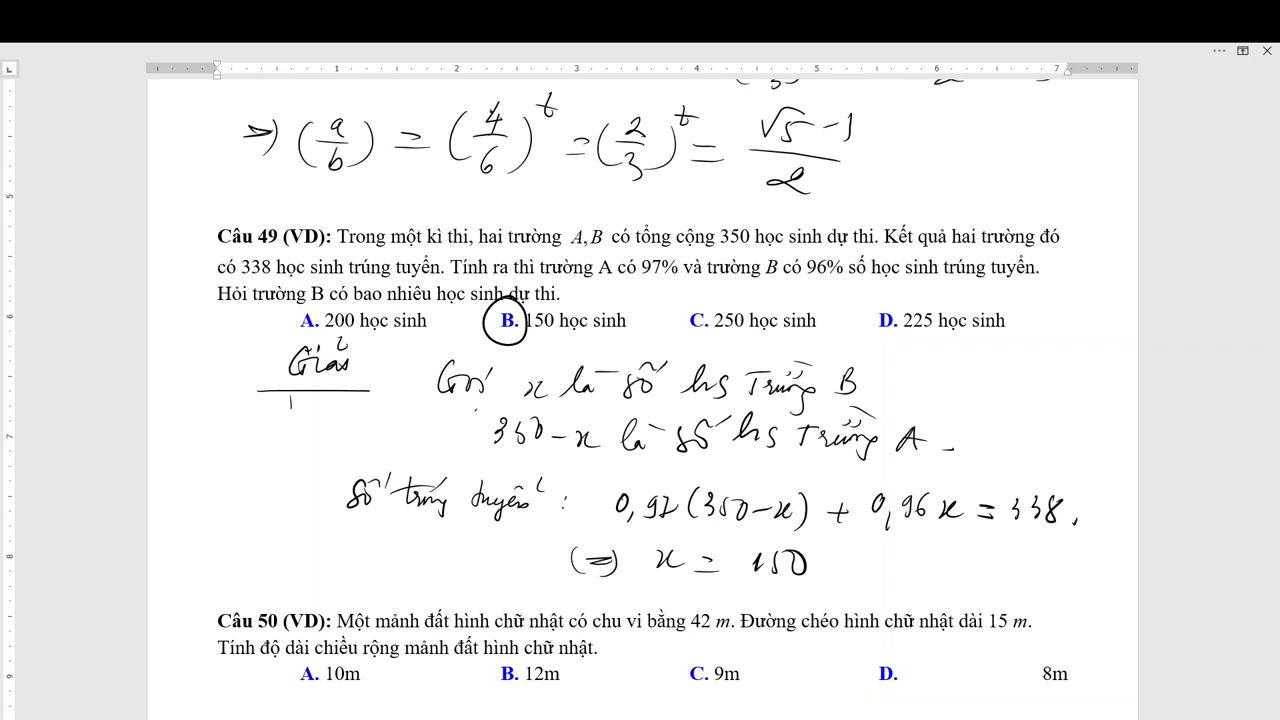 ⇒ (a/b) = (4/6)^t = (2/3)^t = (√5 - 1)/2
Câu 49 (VD): Trong một kì thi, hai trường A, B có tổng cộng 350 học sinh dự thi. Kết quả hai trường đó
có 338 học sinh trúng tuyển. Tính ra thì trường A có 97% và trường B có 96% số học sinh trúng tuyển.
Hỏi trường B có bao nhiêu học sinh dự thi.
A. 200 học sinh B. 150 học sinh C. 250 học sinh D. 225 học sinh
Giải
Gọi x là số hs Trường B
350 - x là số hs Trường A.
Số trúng tuyển : 0,97(350 - x) + 0,96x = 338.
(⇒) x = 150
Câu 50 (VD): Một mảnh đất hình chữ nhật có chu vi bằng 42 m. Đường chéo hình chữ nhật dài 15 m.
Tính độ dài chiều rộng mảnh đất hình chữ nhật.
A. 10m B. 12m C. 9m D. 8m